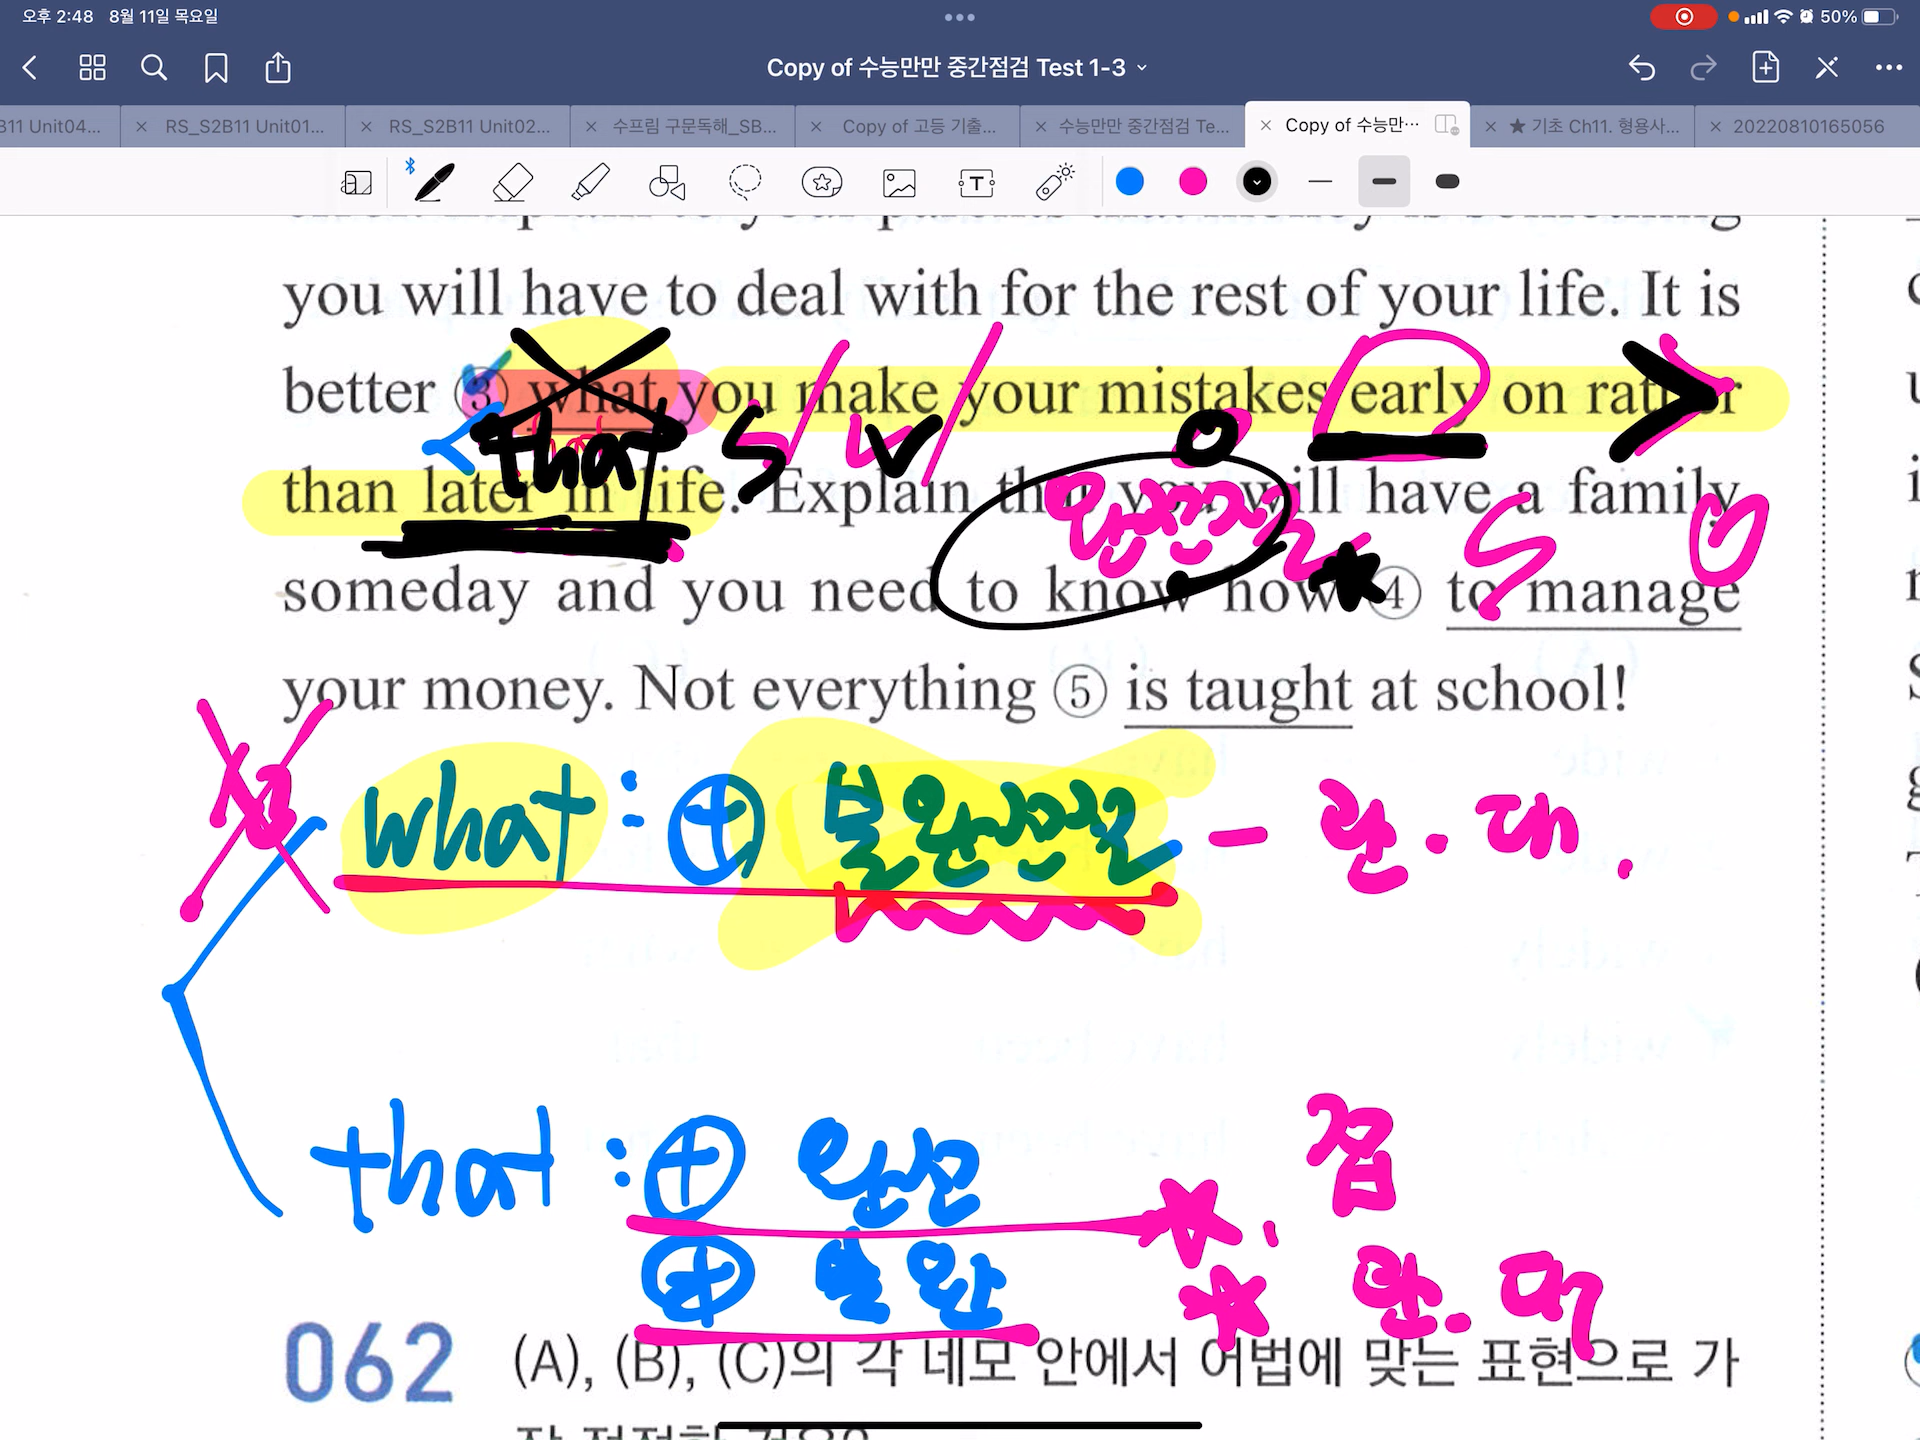 오후 2:48 8월 11일 목요일
50%
Copy of 수능만만 중간점검 Test 1-3
311 Unit04...
RS_S2B11 Unit01...
RS_S2B11 Unit02...
수프림 구문독해_SB...
Copy of 고등 기출...
수능만만 중간점검 Te...
Copy of 수능만...
★ 기초 Ch11. 형용사...
20220810165056
you will have to deal with for the rest of your life. It is
better ③ what you make your mistakes early on rather
that S V O
than later in life. Explain that you will have a family
완전
someday and you need to know how ④ to manage
your money. Not everything ⑤ is taught at school!
what : + 불완전 - 관.대.
that : + 완전 접
+ 불완 관.대
062 (A), (B), (C)의 각 네모 안에서 어법에 맞는 표현으로 가